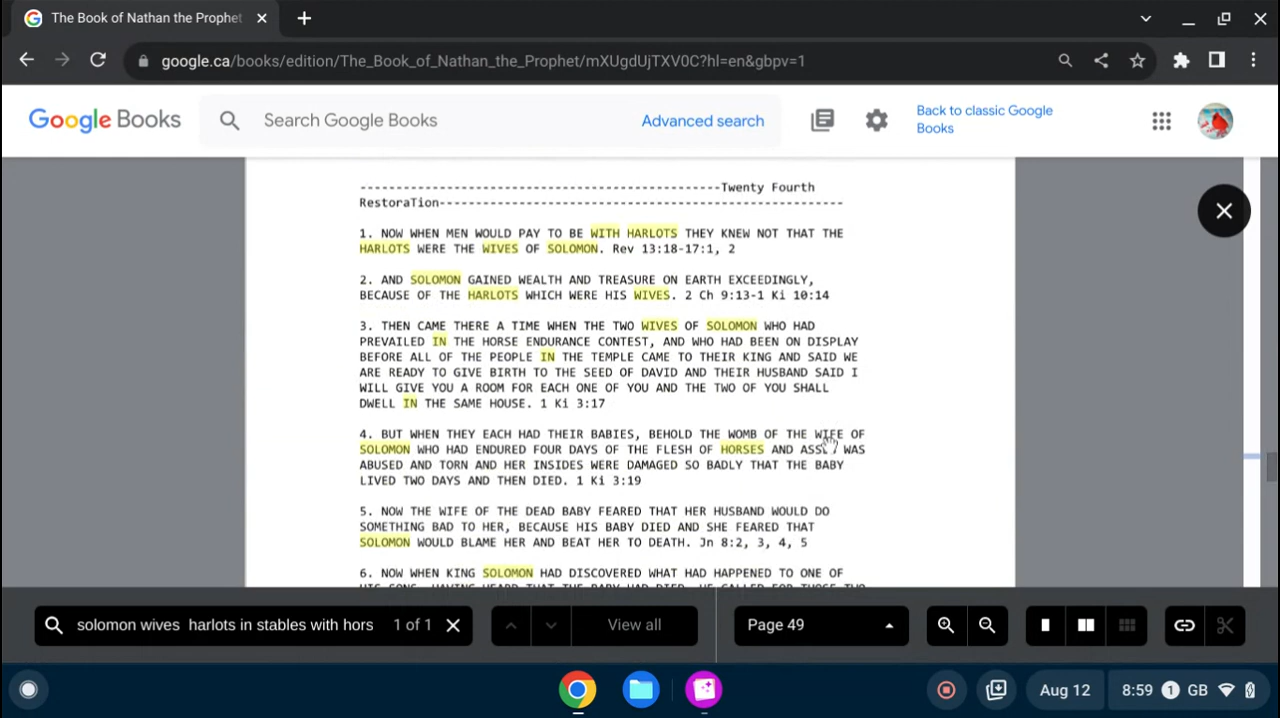 The Book of Nathan the Prophet
google.ca/books/edition/The_Book_of_Nathan_the_Prophet/mXUgdUjTXV0C?hl=en&gbpv=1
Google Books
Search Google Books
Advanced search
Back to classic Google
Books
--------------------------------------------------Twenty Fourth
RestoraTion--------------------------------------------------------
1. NOW WHEN MEN WOULD PAY TO BE WITH HARLOTS THEY KNEW NOT THAT THE
HARLOTS WERE THE WIVES OF SOLOMON. Rev 13:18-17:1, 2
2. AND SOLOMON GAINED WEALTH AND TREASURE ON EARTH EXCEEDINGLY,
BECAUSE OF THE HARLOTS WHICH WERE HIS WIVES. 2 Ch 9:13-1 Ki 10:14
3. THEN CAME THERE A TIME WHEN THE TWO WIVES OF SOLOMON WHO HAD
PREVAILED IN THE HORSE ENDURANCE CONTEST, AND WHO HAD BEEN ON DISPLAY
BEFORE ALL OF THE PEOPLE IN THE TEMPLE CAME TO THEIR KING AND SAID WE
ARE READY TO GIVE BIRTH TO THE SEED OF DAVID AND THEIR HUSBAND SAID I
WILL GIVE YOU A ROOM FOR EACH ONE OF YOU AND THE TWO OF YOU SHALL
DWELL IN THE SAME HOUSE. 1 Ki 3:17
4. BUT WHEN THEY EACH HAD THEIR BABIES, BEHOLD THE WOMB OF THE WIFE OF
SOLOMON WHO HAD ENDURED FOUR DAYS OF THE FLESH OF HORSES AND WAS
ABUSED AND TORN AND HER INSIDES WERE DAMAGED SO BADLY THAT THE BABY
LIVED TWO DAYS AND THEN DIED. 1 Ki 3:19
5. NOW THE WIFE OF THE DEAD BABY FEARED THAT HER HUSBAND WOULD DO
SOMETHING BAD TO HER, BECAUSE HIS BABY DIED AND SHE FEARED THAT
SOLOMON WOULD BLAME HER AND BEAT HER TO DEATH. Jn 8:2, 3, 4, 5
6. NOW WHEN KING SOLOMON HAD DISCOVERED WHAT HAD HAPPENED TO ONE OF
solomon wives harlots in stables with hors 1 of 1
View all
Page 49
Aug 12
8:59 1 GB